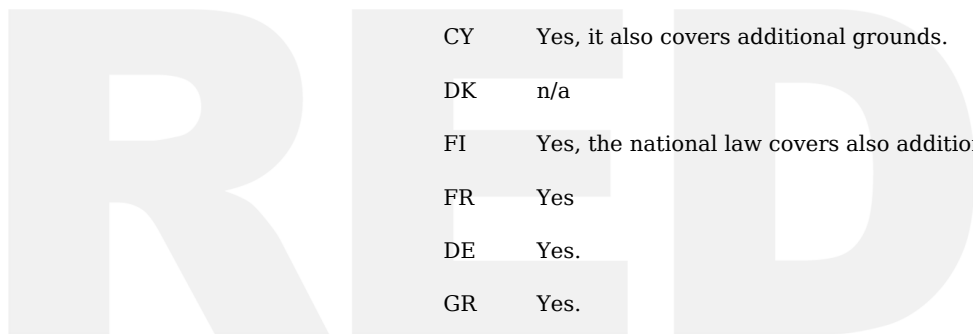 RED
CY Yes, it also covers additional grounds.
DK n/a
FI Yes, the national law covers also
FR Yes
DE Yes.
GR Yes.